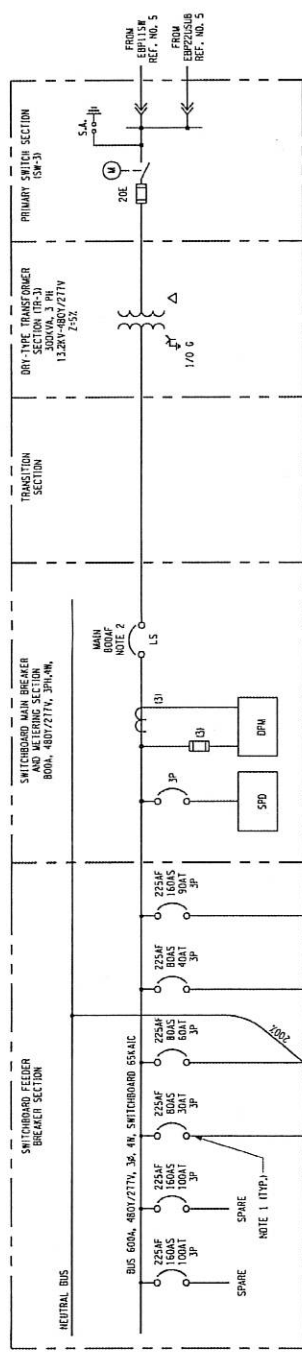 SWITCHBOARD FEEDER
BREAKER SECTION
SWITCHBOARD MAIN BREAKER
AND METERING SECTION
800A, 480Y/277V, 3PH,4W,
TRANSITION
SECTION
DRY-TYPE TRANSFORMER
SECTION (TR-3)
300KVA, 3 PH
13.2KV-480Y/277V
Z=5%
PRIMARY SWITCH SECTION
(SW-3)
NEUTRAL BUS
BUS 600A, 480Y/277V, 3ø, 4W, SWITCHBOARD 65KAIC
225AF
160AS
100AT
3P
SPARE
225AF
160AS
100AT
3P
SPARE
225AF
80AS
30AT
3P
225AF
80AS
60AT
3P
225AF
80AS
40AT
3P
225AF
160AS
90AT
3P
NOTE 1 (TYP.)
200%
3P
SPD
(3)
(3)
DPM
MAIN
800AF
NOTE 2
LS
1/0 G
20E
M
S.A.
FROM
EBP11SW
REF. NO. 5
FROM
EBP22USUB
REF. NO. 5